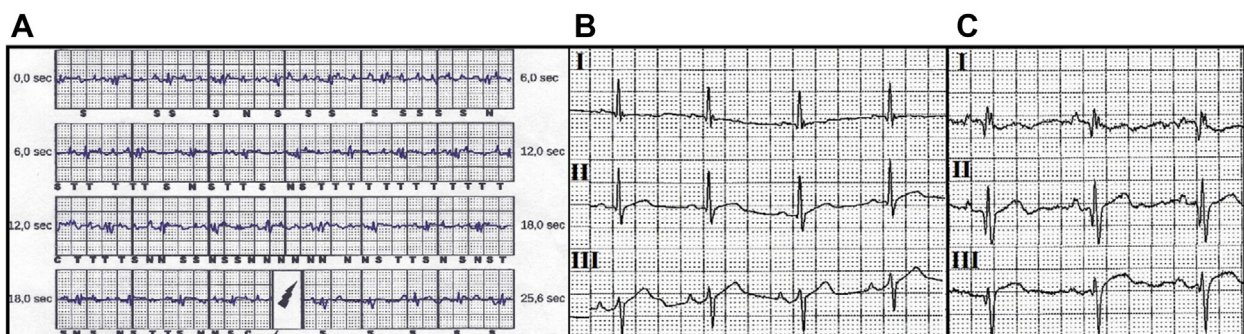 A B C
0,0 sec 6,0 sec
S S S S N S S S S S S S S N
6,0 sec 12,0 sec
S T T T T T S N S T T S N S T T T T T T T T T T T T
12,0 sec 18,0 sec
C T T T T S N N S S N S S N N N N N N N N N S T T S N S N S T
18,0 sec 25,6 sec
I
II
III
I
II
III